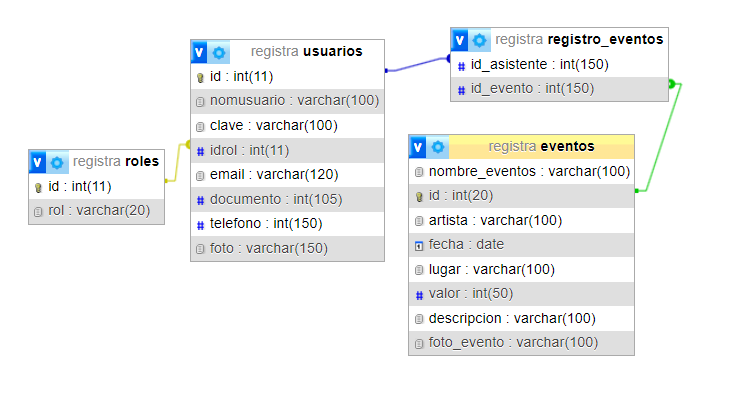 registra roles
id : int(11)
rol : varchar(20)
v registra usuarios
id : int(11)
nomusuario : varchar(100)
clave : varchar(100)
idrol : int(11)
email : varchar(120)
documento : int(105)
telefono : int(150)
foto : varchar(150)
v registra registro_eventos
id_asistente : int(150)
id_evento : int(150)
v registra eventos
nombre_eventos : varchar(100)
id : int(20)
artista : varchar(100)
fecha : date
lugar : varchar(100)
valor : int(50)
descripcion : varchar(100)
foto_evento : varchar(100)